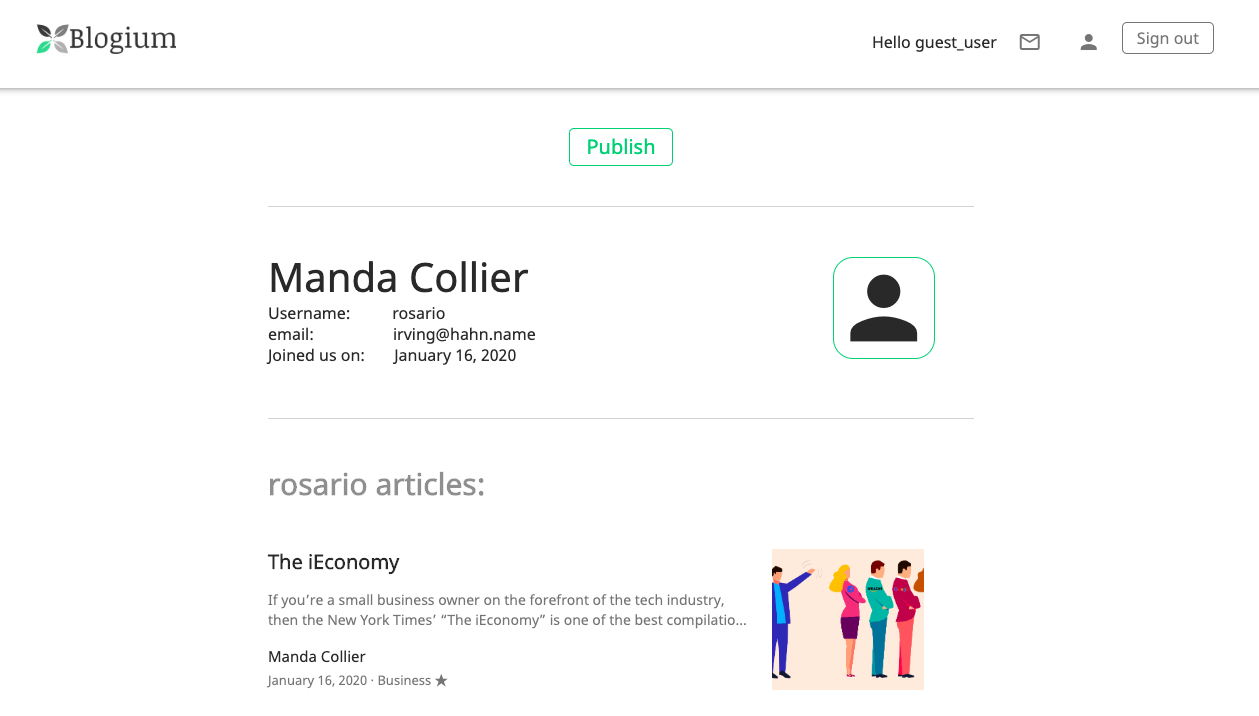 Blogium
Hello guest_user
Sign out
Publish
Manda Collier
Username: rosario
email: irving@hahn.name
Joined us on: January 16, 2020
rosario articles:
The iEconomy
If you’re a small business owner on the forefront of the tech industry,
then the New York Times’ “The iEconomy” is one of the best compilatio...
Manda Collier
January 16, 2020 · Business ★